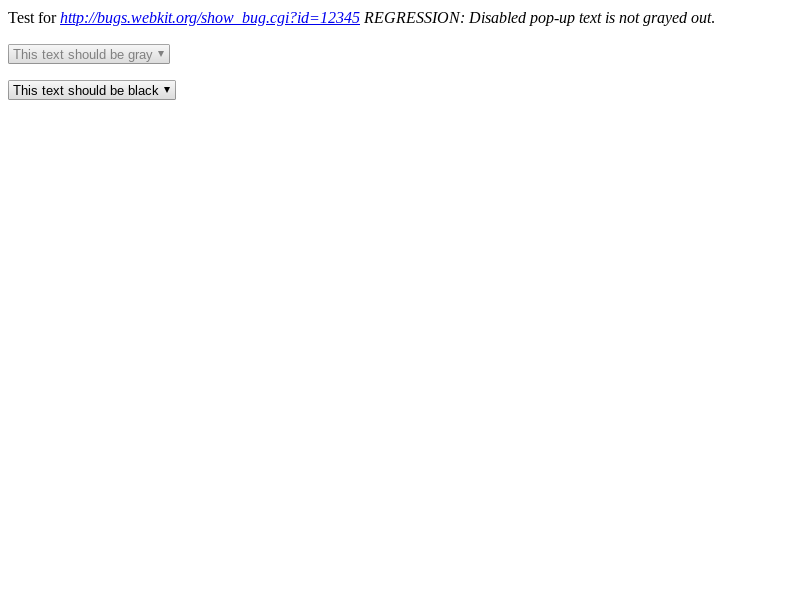 Test for http://bugs.webkit.org/show_bug.cgi?id=12345 REGRESSION: Disabled pop-up text is not grayed out.
This text should be gray
This text should be black